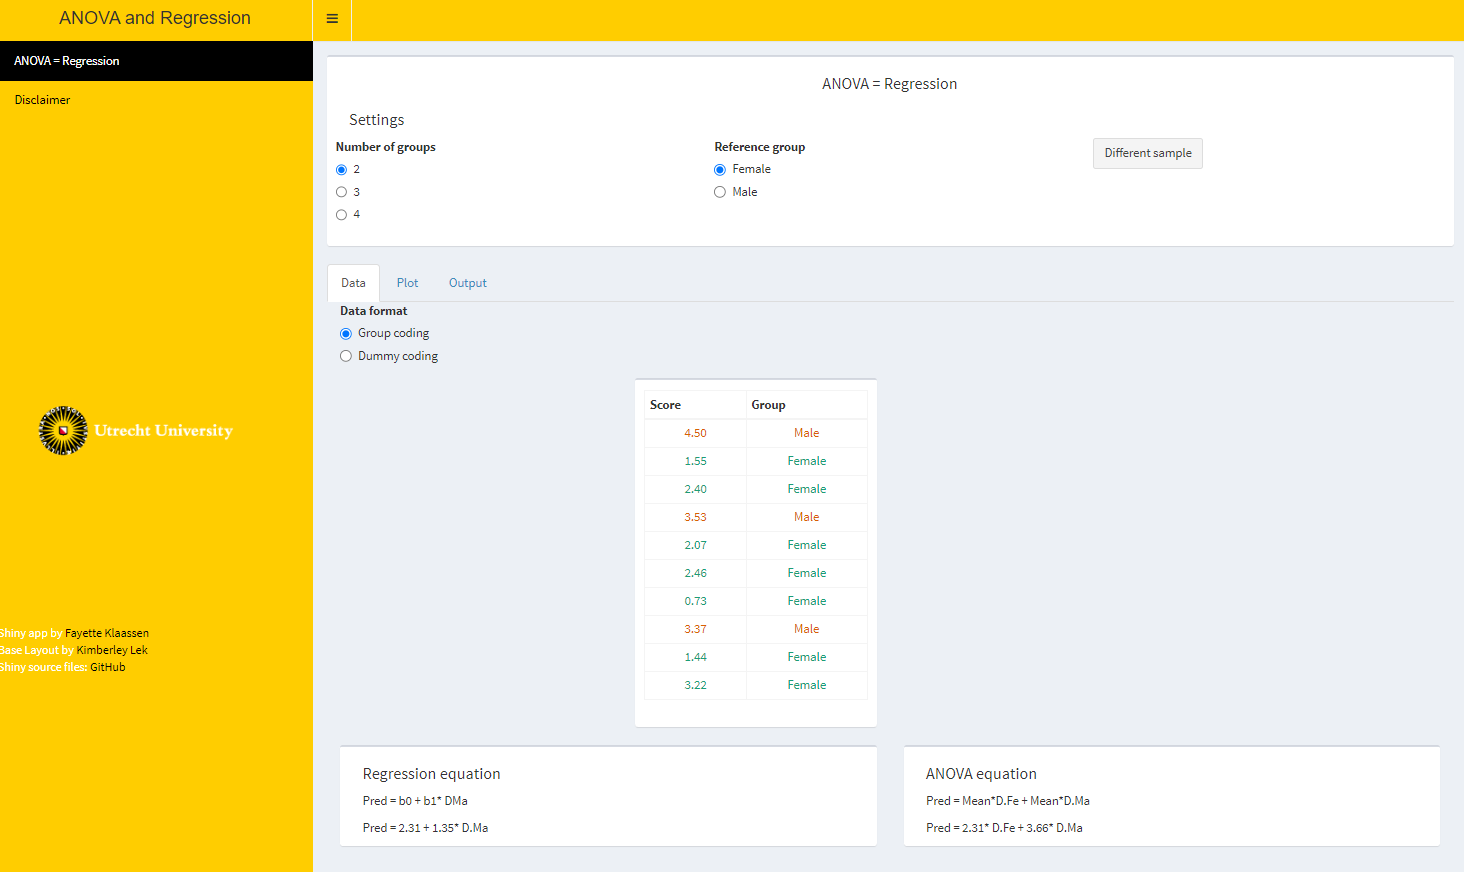 ANOVA and Regression
ANOVA = Regression
Disclaimer
Utrecht University
Shiny app by Fayette Klaassen
Base Layout by Kimberley Lek
Shiny source files: GitHub
ANOVA = Regression
Settings
Number of groups
2
3
4
Reference group
Female
Male
Different sample
Data Plot Output
Data format
Group coding
Dummy coding
Score Group
4.50 Male
1.55 Female
2.40 Female
3.53 Male
2.07 Female
2.46 Female
0.73 Female
3.37 Male
1.44 Female
3.22 Female
Regression equation
Pred = b0 + b1* DMa
Pred = 2.31 + 1.35* D.Ma
ANOVA equation
Pred = Mean*D.Fe + Mean*D.Ma
Pred = 2.31* D.Fe + 3.66* D.Ma